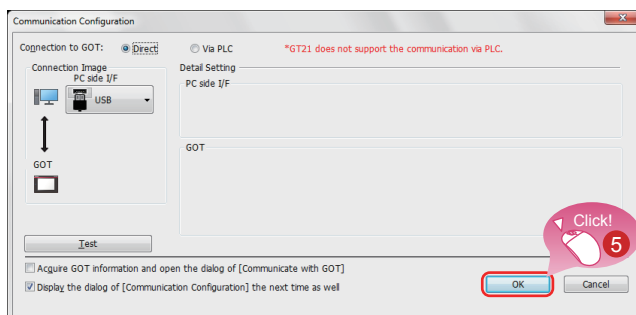 Communication Configuration
Connection to GOT: Direct Via PLC *GT21 does not support the communication via PLC.
Connection Image
PC side I/F
USB
GOT
Detail Setting
PC side I/F
GOT
Test
Click!
5
Acquire GOT information and open the dialog of [Communicate with GOT]
Display the dialog of [Communication Configuration] the next time as well
OK Cancel